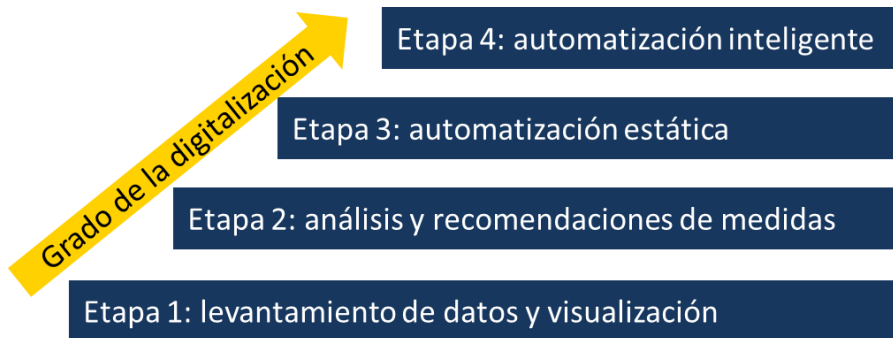 Etapa 4: automatización inteligente
Grado de la digitalización
Etapa 3: automatización estática
Etapa 2: análisis y recomendaciones de medidas
Etapa 1: levantamiento de datos y visualización